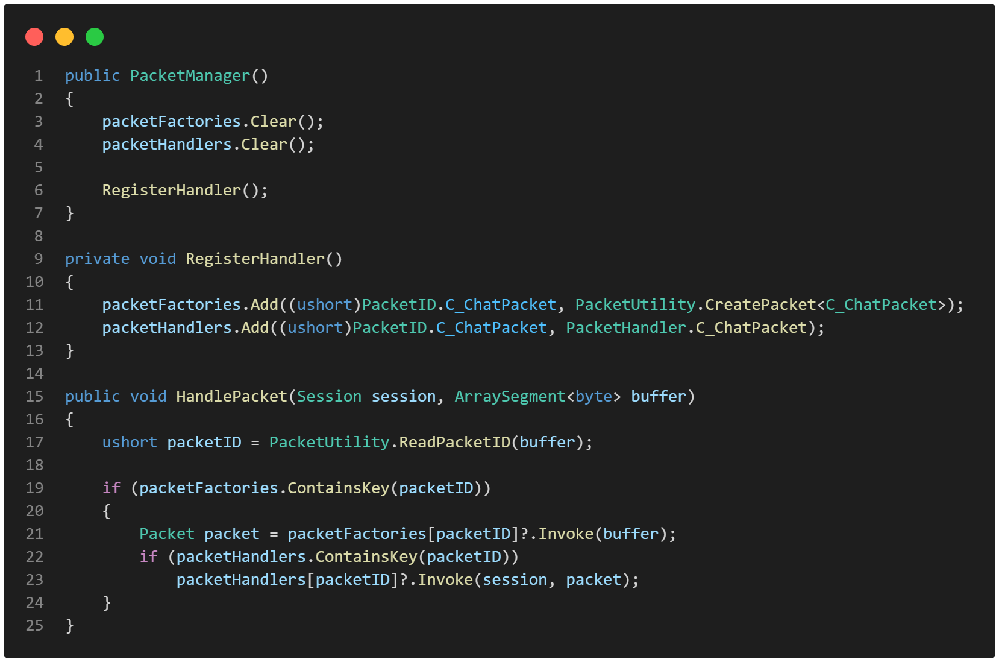 1 public PacketManager()
2 {
3     packetFactories.Clear();
4     packetHandlers.Clear();
5
6     RegisterHandler();
7 }
8
9 private void RegisterHandler()
10 {
11     packetFactories.Add((ushort)PacketID.C_ChatPacket, PacketUtility.CreatePacket<C_ChatPacket>);
12     packetHandlers.Add((ushort)PacketID.C_ChatPacket, PacketHandler.C_ChatPacket);
13 }
14
15 public void HandlePacket(Session session, ArraySegment<byte> buffer)
16 {
17     ushort packetID = PacketUtility.ReadPacketID(buffer);
18
19     if (packetFactories.ContainsKey(packetID))
20     {
21         Packet packet = packetFactories[packetID]?.Invoke(buffer);
22         if (packetHandlers.ContainsKey(packetID))
23             packetHandlers[packetID]?.Invoke(session, packet);
24     }
25 }